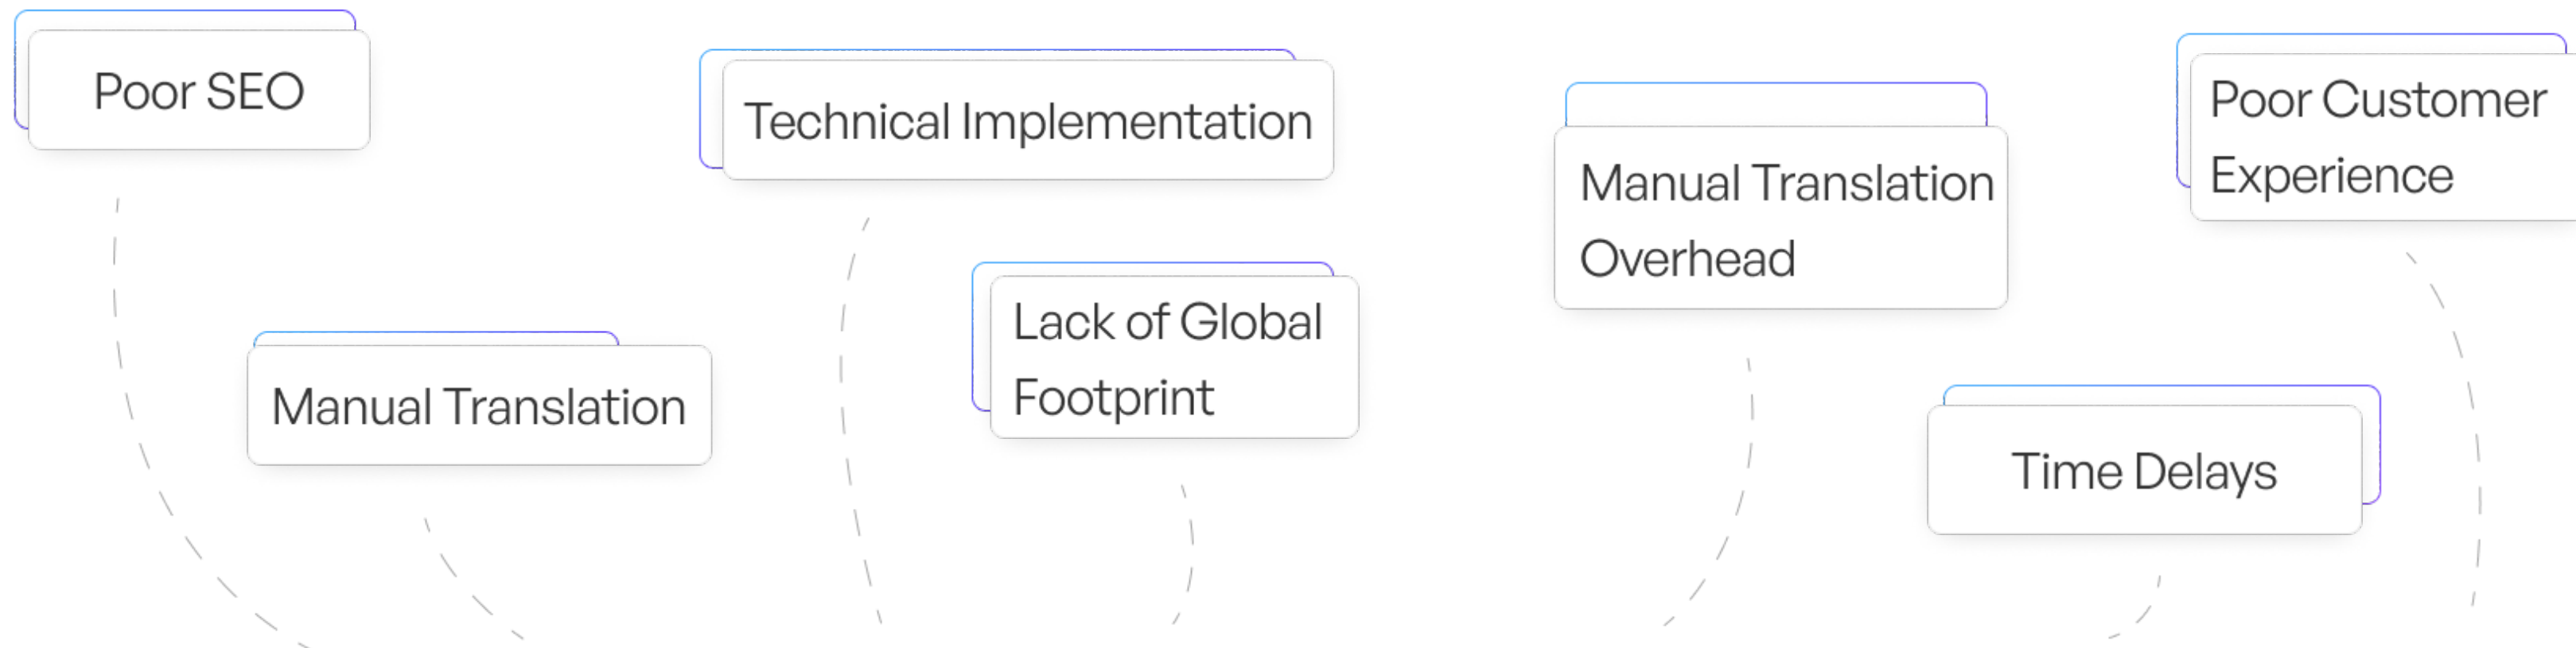 Poor SEO
Technical Implementation
Manual Translation
Overhead
Poor Customer
Experience
Manual Translation
Lack of Global
Footprint
Time Delays